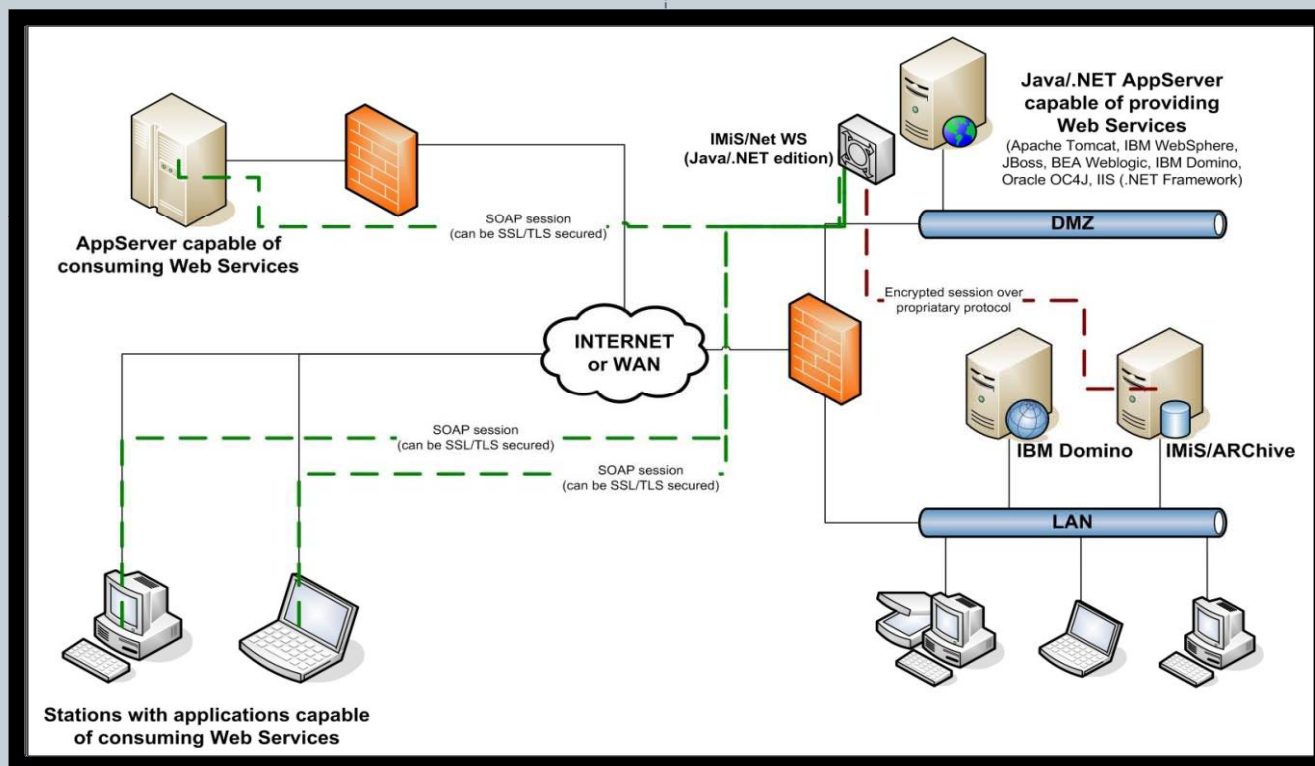 IMiS/Net WS
(Java/.NET edition)
Java/.NET AppServer
capable of providing
Web Services
(Apache Tomcat, IBM WebSphere,
JBoss, BEA Weblogic, IBM Domino,
Oracle OC4J, IIS (.NET Framework)
SOAP session
(can be SSL/TLS secured)
DMZ
AppServer capable of
consuming Web Services
Encrypted session over
propriatary protocol
INTERNET
or WAN
SOAP session
(can be SSL/TLS secured)
IBM Domino
IMiS/ARChive
SOAP session
(can be SSL/TLS secured)
LAN
Stations with applications capable
of consuming Web Services